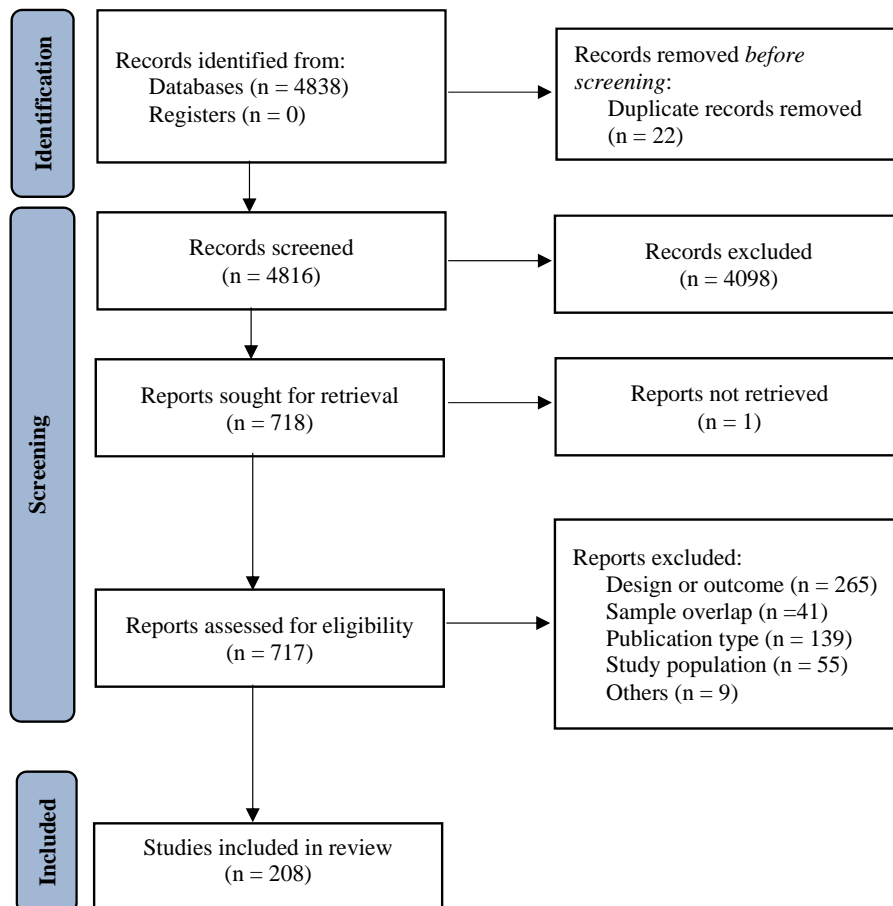 Identification
Records identified from:
Databases (n = 4838)
Registers (n = 0)
Records removed before
screening:
Duplicate records removed
(n = 22)
Screening
Records screened
(n = 4816)
Records excluded
(n = 4098)
Reports sought for retrieval
(n = 718)
Reports not retrieved
(n = 1)
Reports assessed for eligibility
(n = 717)
Reports excluded:
Design or outcome (n = 265)
Sample overlap (n =41)
Publication type (n = 139)
Study population (n = 55)
Others (n = 9)
Included
Studies included in review
(n = 208)